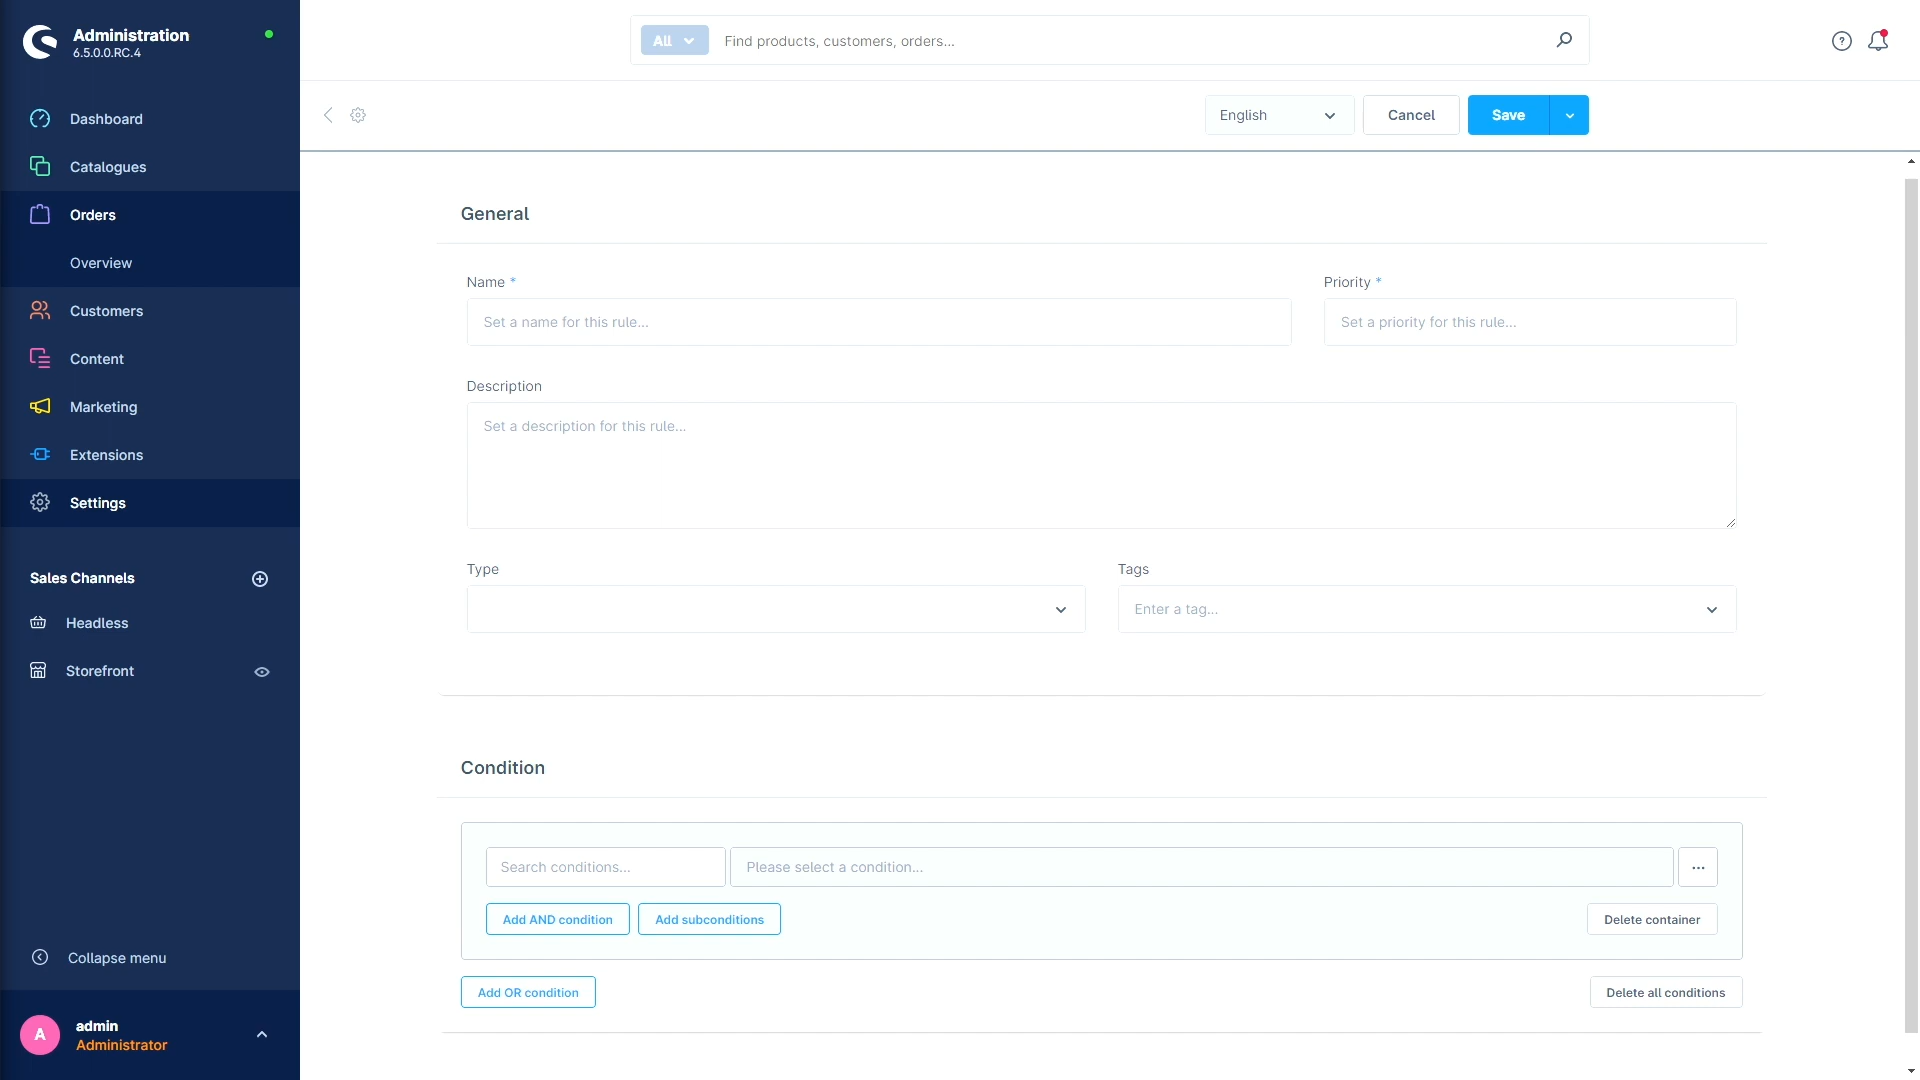 Administration
6.5.0.0.RC.4
Dashboard
Catalogues
Orders
Overview
Customers
Content
Marketing
Extensions
Settings
Sales Channels
Headless
Storefront
Collapse menu
A
admin
Administrator
All
Find products, customers, orders...
English
Cancel
Save
General
Name *
Priority *
Set a name for this rule...
Set a priority for this rule...
Description
Set a description for this rule...
Type
Tags
Enter a tag...
Condition
Search conditions...
Please select a condition...
...
Add AND condition
Add subconditions
Delete container
Add OR condition
Delete all conditions